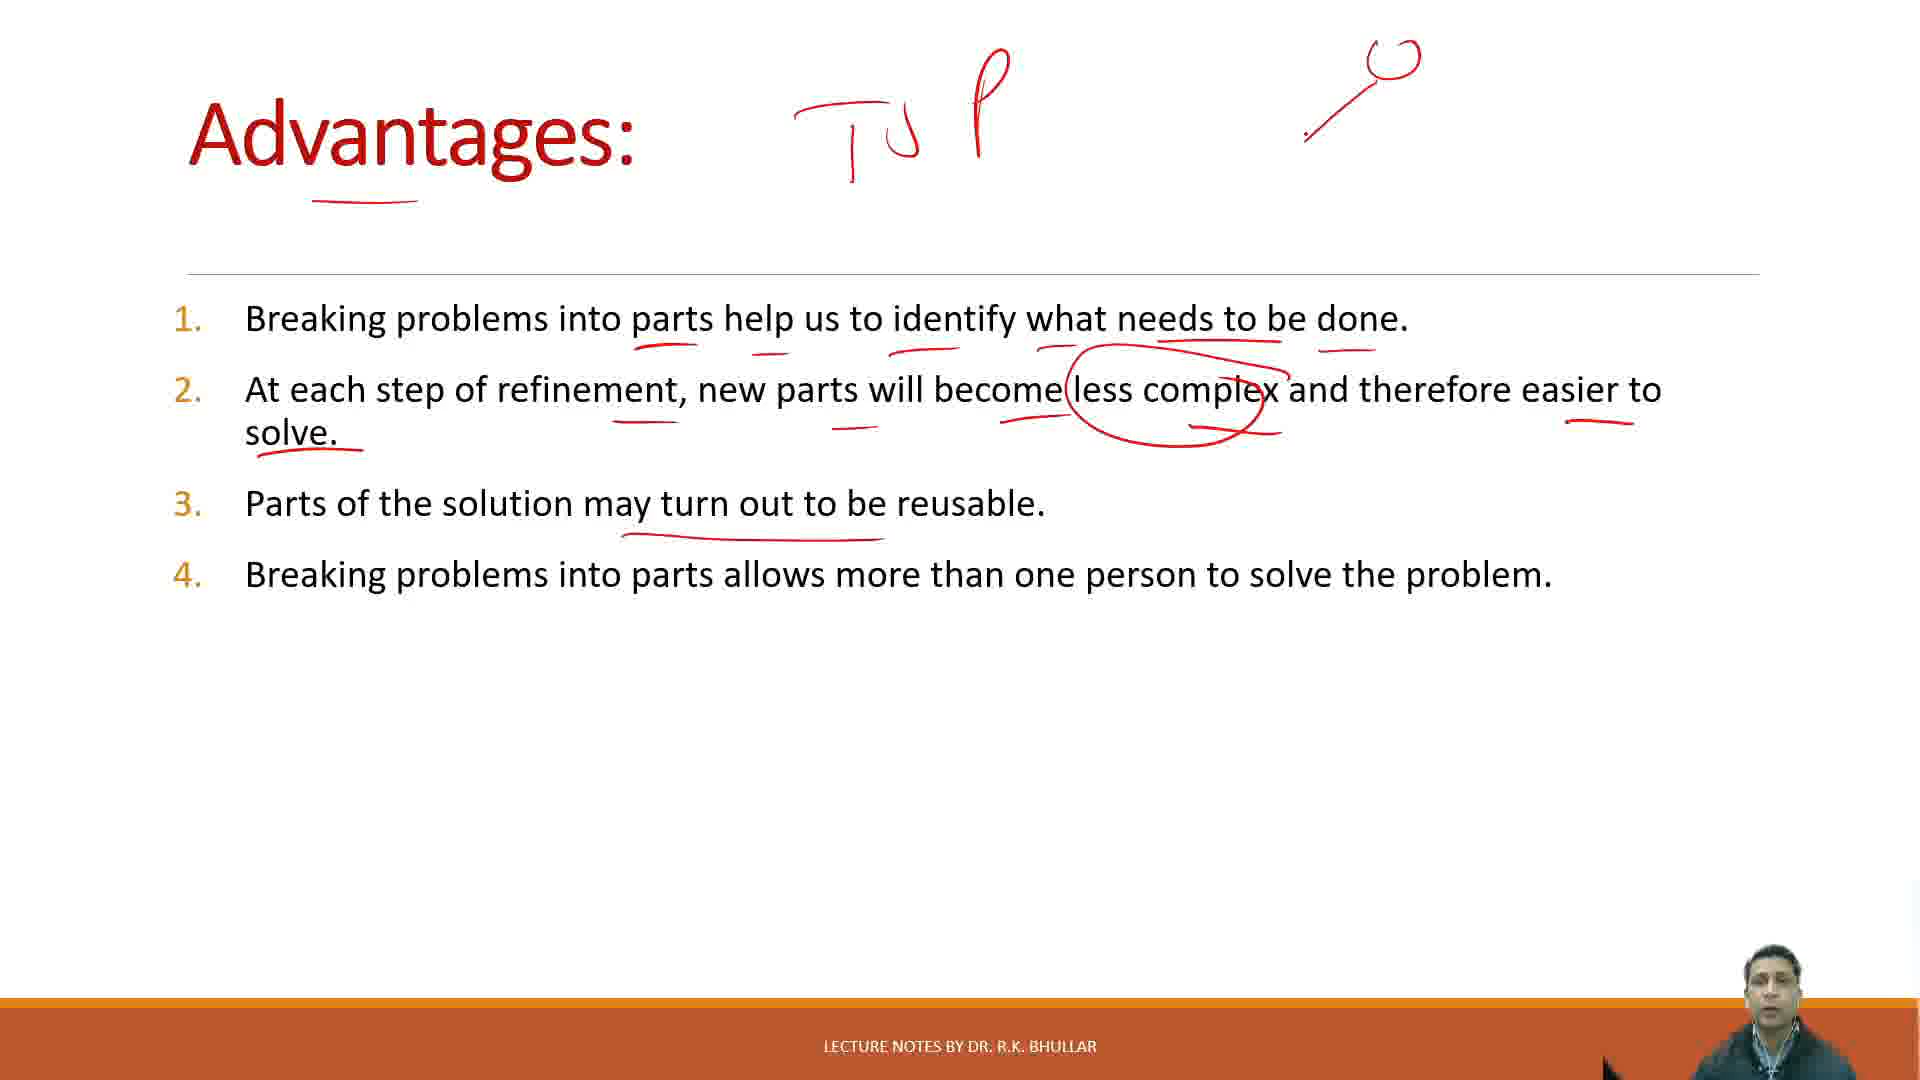 Advantages:
1. Breaking problems into parts help us to identify what needs to be done.
2. At each step of refinement, new parts will become less complex and therefore easier to
solve.
3. Parts of the solution may turn out to be reusable.
4. Breaking problems into parts allows more than one person to solve the problem.
LECTURE NOTES BY DR. R.K. BHULLAR